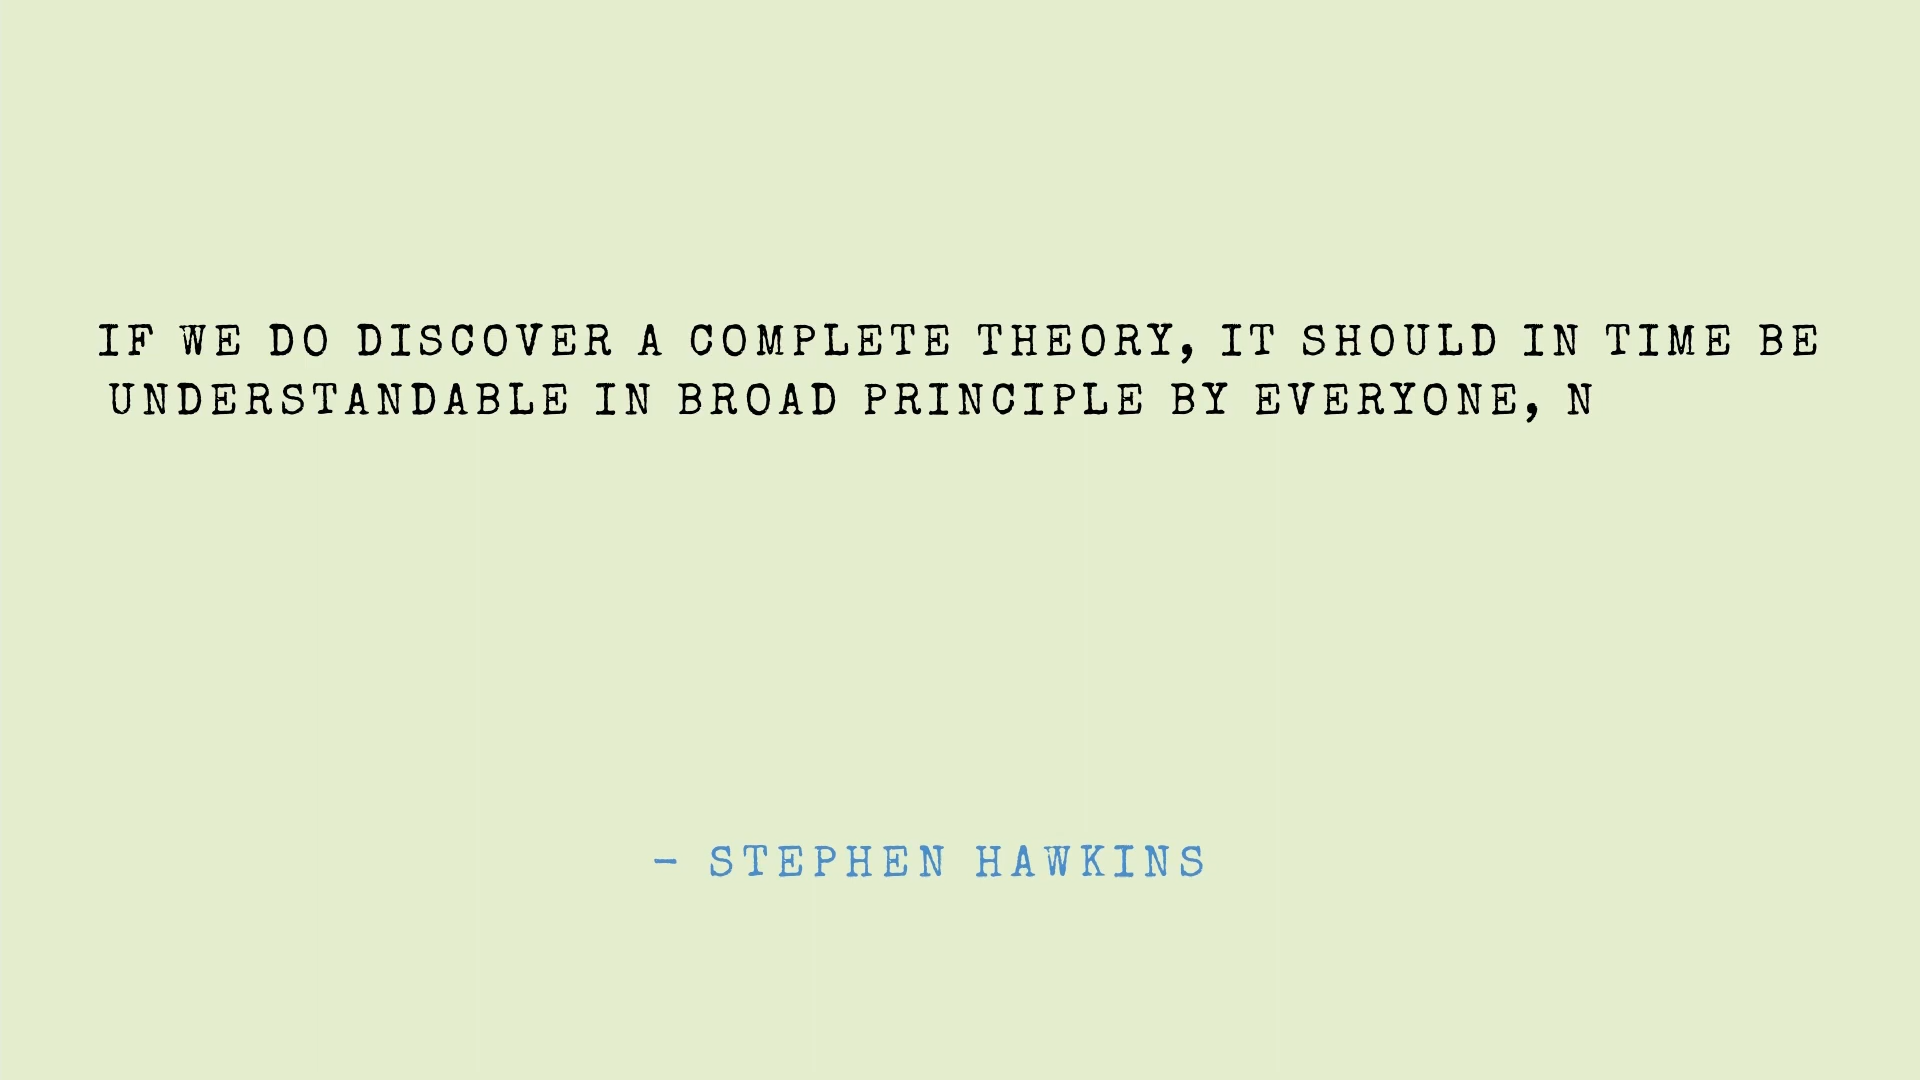 IF WE DO DISCOVER A COMPLETE THEORY, IT SHOULD IN TIME BE
UNDERSTANDABLE IN BROAD PRINCIPLE BY EVERYONE, N
- STEPHEN HAWKINS